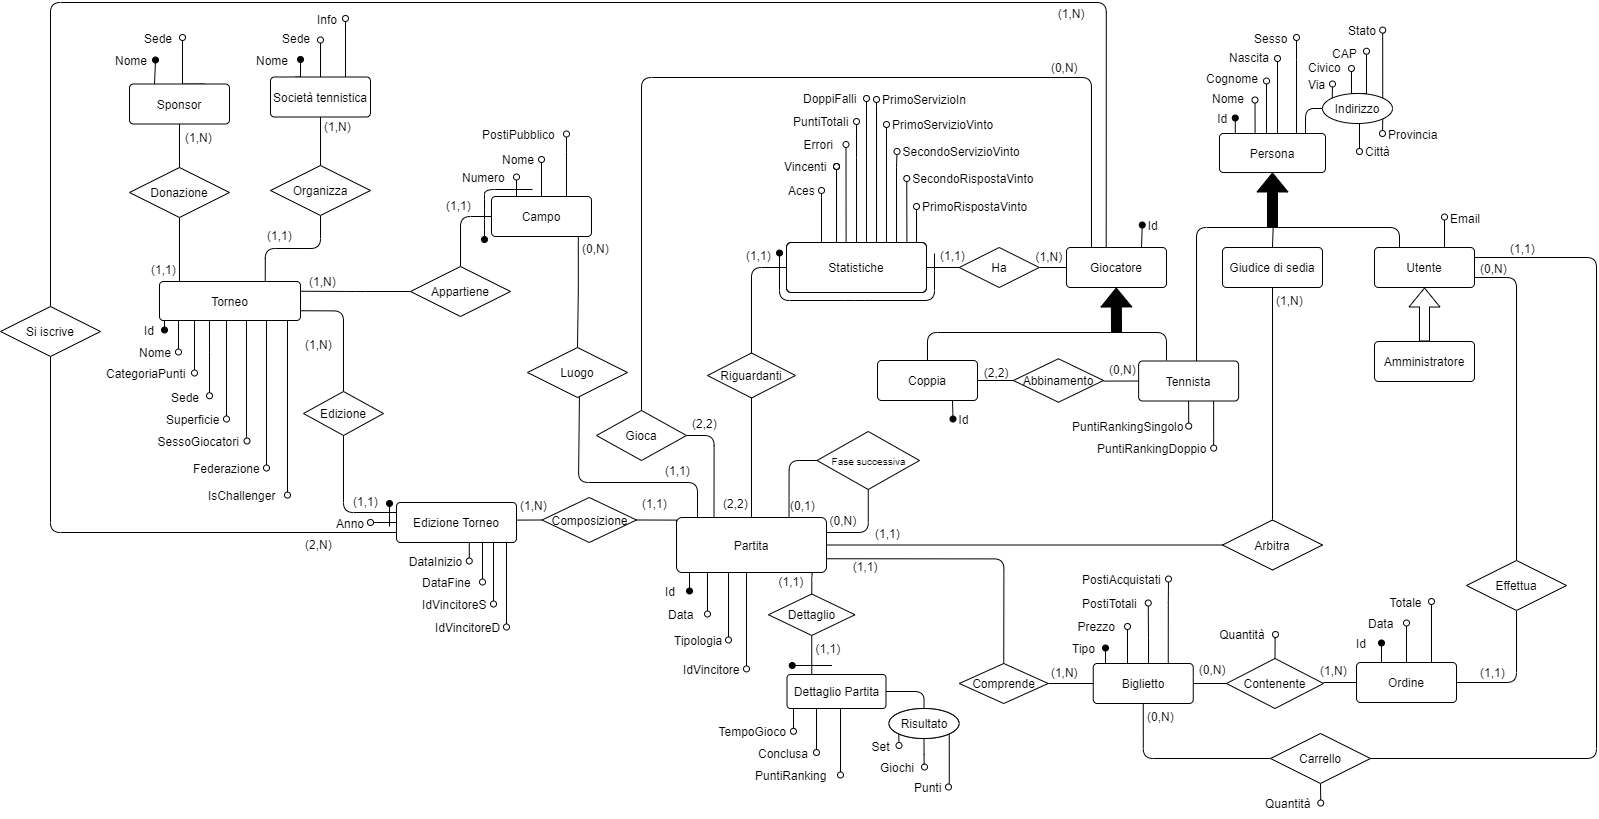 (1,N)
Info
Sede
Nome
Sede
Nome
Sponsor
(1,N)
Società tennistica
(1,N)
Donazione
Organizza
(1,1)
(1,1)
Torneo
(1,N)
Id
Nome
CategoriaPunti
Sede
Superficie
SessoGiocatori
Federazione
IsChallenger
(1,N)
Si iscrive
Edizione
(1,1)
Anno
Edizione Torneo
(2,N)
DataInizio
DataFine
IdVincitoreS
IdVincitoreD
(1,N)
Composizione
(1,1)
PostiPubblico
Nome
Numero
(1,1)
Campo
(0,N)
Appartiene
Luogo
(1,1)
(0,N)
Gioca
(2,2)
DoppiFalli
PrimoServizioIn
PuntiTotali
PrimoServizioVinto
Errori
SecondoServizioVinto
Vincenti
SecondoRispostaVinto
Aces
PrimoRispostaVinto
(1,1)
Statistiche
(1,1)
Ha
(1,N)
Giocatore
Id
Riguardanti
(2,2)
Coppia
Id
(2,2)
Abbinamento
(0,N)
Tennista
PuntiRankingSingolo
PuntiRankingDoppio
Fase successiva
(0,1)
(0,N)
Partita
(1,1)
(1,1)
(1,1)
Id
Data
Tipologia
IdVincitore
Dettaglio
(1,1)
Dettaglio Partita
TempoGioco
Conclusa
PuntiRanking
Risultato
Set
Giochi
Punti
Stato
Sesso
CAP
Nascita
Civico
Cognome
Via
Nome
Indirizzo
Id
Provincia
Città
Persona
Giudice di sedia
(1,N)
Arbitra
Email
Utente
(1,1)
(0,N)
Amministratore
Effettua
(1,1)
Comprende
(1,N)
PostiAcquistati
PostiTotali
Prezzo
Tipo
Biglietto
(0,N)
(0,N)
Quantità
Contenente
(1,N)
Totale
Data
Id
Ordine
Carrello
Quantità